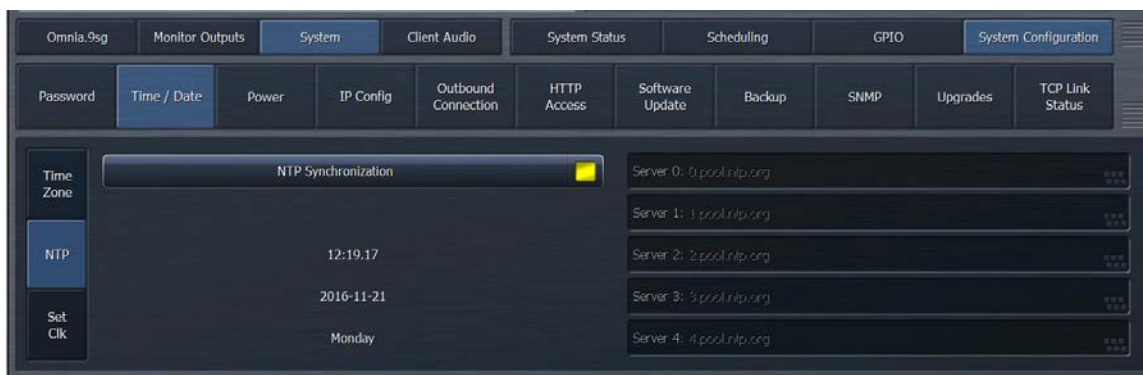 Omnia.9sg Monitor Outputs System Client Audio System Status Scheduling GPIO System Configuration
Password Time / Date Power IP Config Outbound Connection HTTP Access Software Update Backup SNMP Upgrades TCP Link Status
Time Zone
NTP
Set Clk
NTP Synchronization
12:19.17
2016-11-21
Monday
Server 0: 0.pool.ntp.org
Server 1: 1.pool.ntp.org
Server 2: 2.pool.ntp.org
Server 3: 3.pool.ntp.org
Server 4: 4.pool.ntp.org